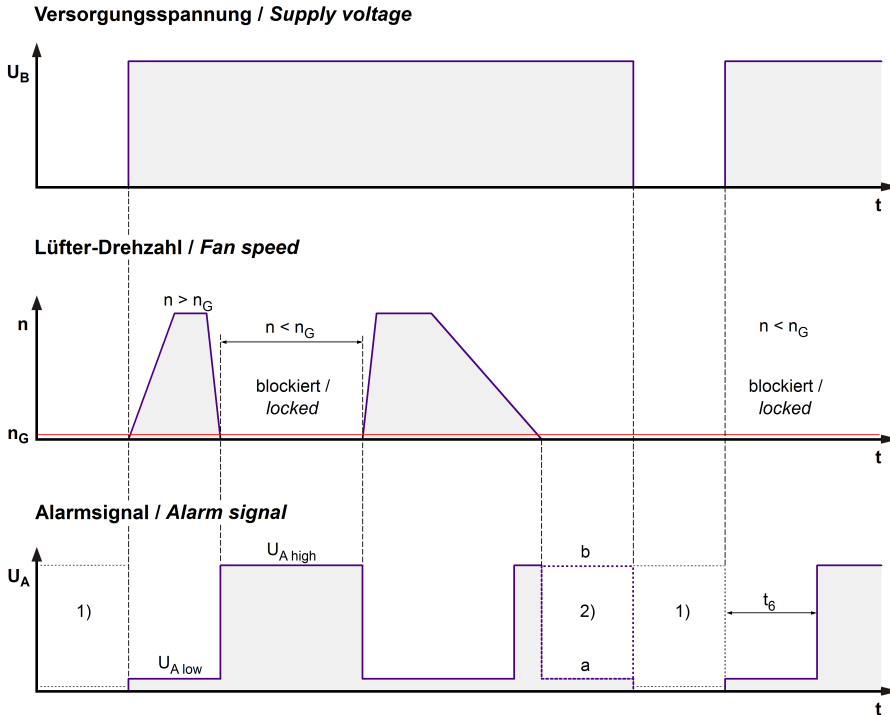 Versorgungsspannung / Supply voltage
U_B
t
Lüfter-Drehzahl / Fan speed
n > n_G
n
n < n_G
n < n_G
blockiert /
locked
blockiert /
locked
n_G
t
Alarmsignal / Alarm signal
U_A high
b
U_A
1)
2)
1)
t_6
U_A low
a
t